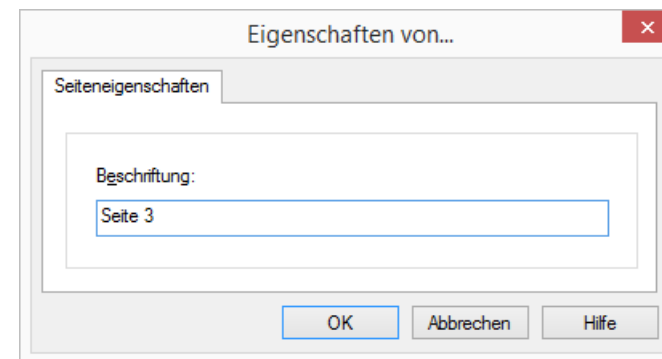 Eigenschaften von...
Seiteneigenschaften
Beschriftung:
Seite 3
OK Abbrechen Hilfe